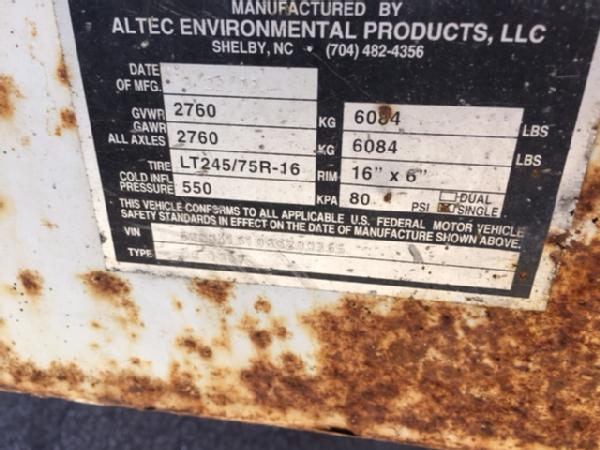 MANUFACTURED BY
ALTEC ENVIRONMENTAL PRODUCTS, LLC
SHELBY, NC (704) 482-4356
DATE OF MFG.
GVWR 2760 KG 6084 LBS
GAWR ALL AXLES 2760 KG 6084 LBS
TIRE LT245/75R-16 RIM 16" x 6"
COLD INFL PRESSURE 550 KPA 80 PSI DUAL SINGLE
THIS VEHICLE CONFORMS TO ALL APPLICABLE U.S. FEDERAL MOTOR VEHICLE
SAFETY STANDARDS IN EFFECT ON THE DATE OF MANUFACTURE SHOWN ABOVE.
VIN
TYPE